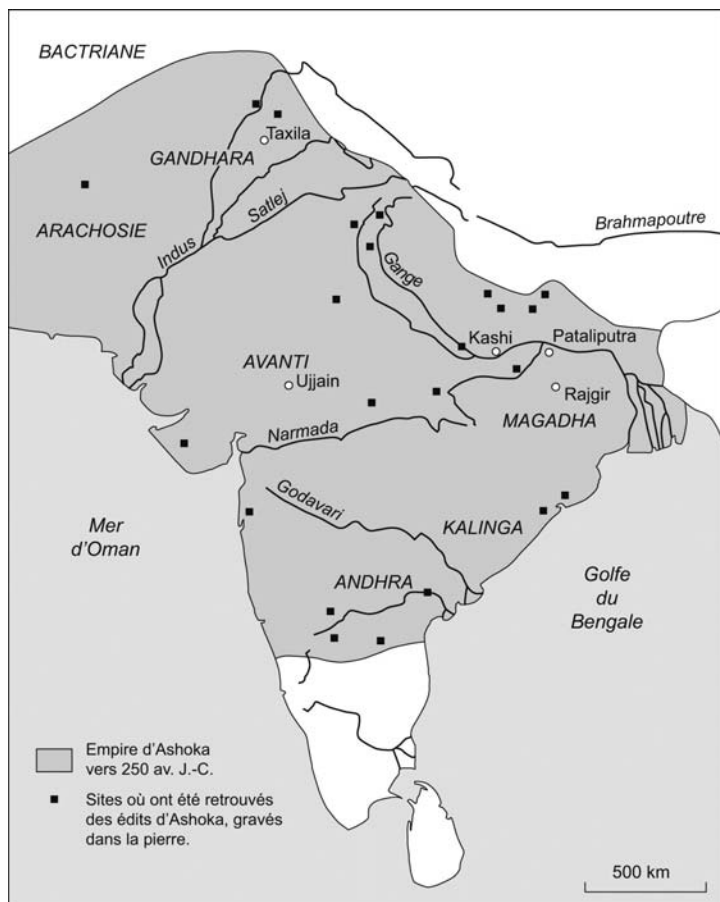 BACTRIANE
Taxila
GANDHARA
ARACHOSIE
Indus
Satlej
Brahmapoutre
Gange
Kashi
Pataliputra
AVANTI
Ujjain
Rajgir
MAGADHA
Narmada
Godavari
Mer
d'Oman
KALINGA
ANDHRA
Golfe
du
Bengale
Empire d'Ashoka
vers 250 av. J.-C.
Sites où ont été retrouvés
des édits d'Ashoka, gravés
dans la pierre.
500 km